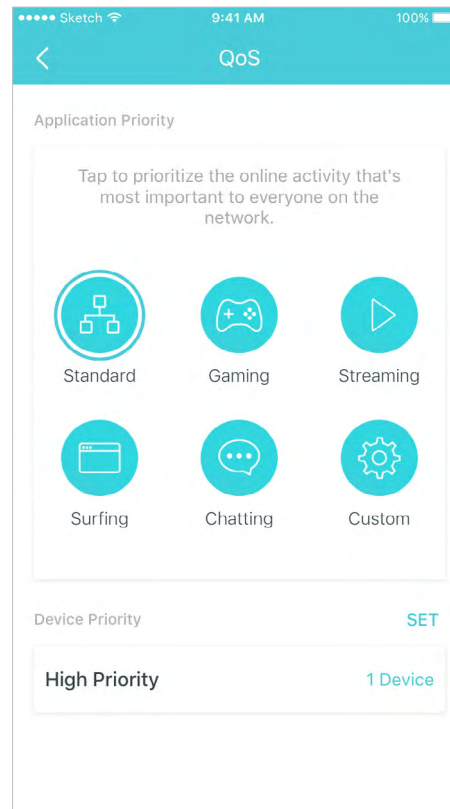 Sketch 9:41 AM 100%
QoS
Application Priority
Tap to prioritize the online activity that's
most important to everyone on the
network.
Standard Gaming Streaming
Surfing Chatting Custom
Device Priority SET
High Priority 1 Device